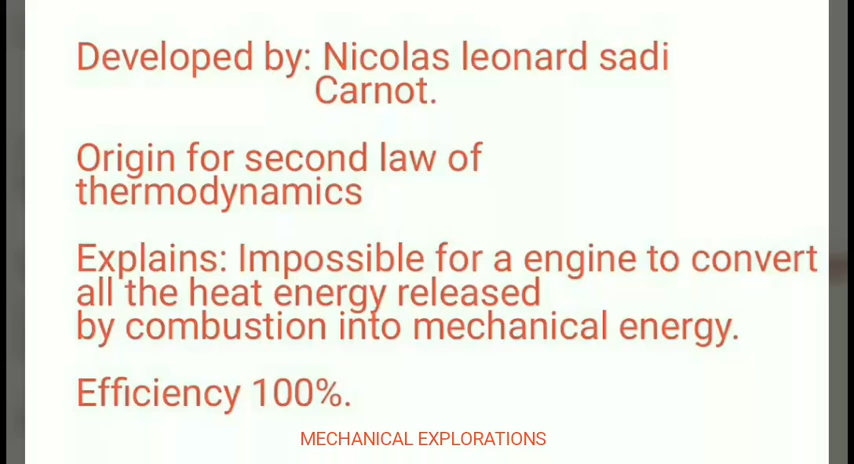 Developed by: Nicolas leonard sadi
Carnot.
Origin for second law of
thermodynamics
Explains: Impossible for a engine to convert
all the heat energy released
by combustion into mechanical energy.
Efficiency 100%.
MECHANICAL EXPLORATIONS